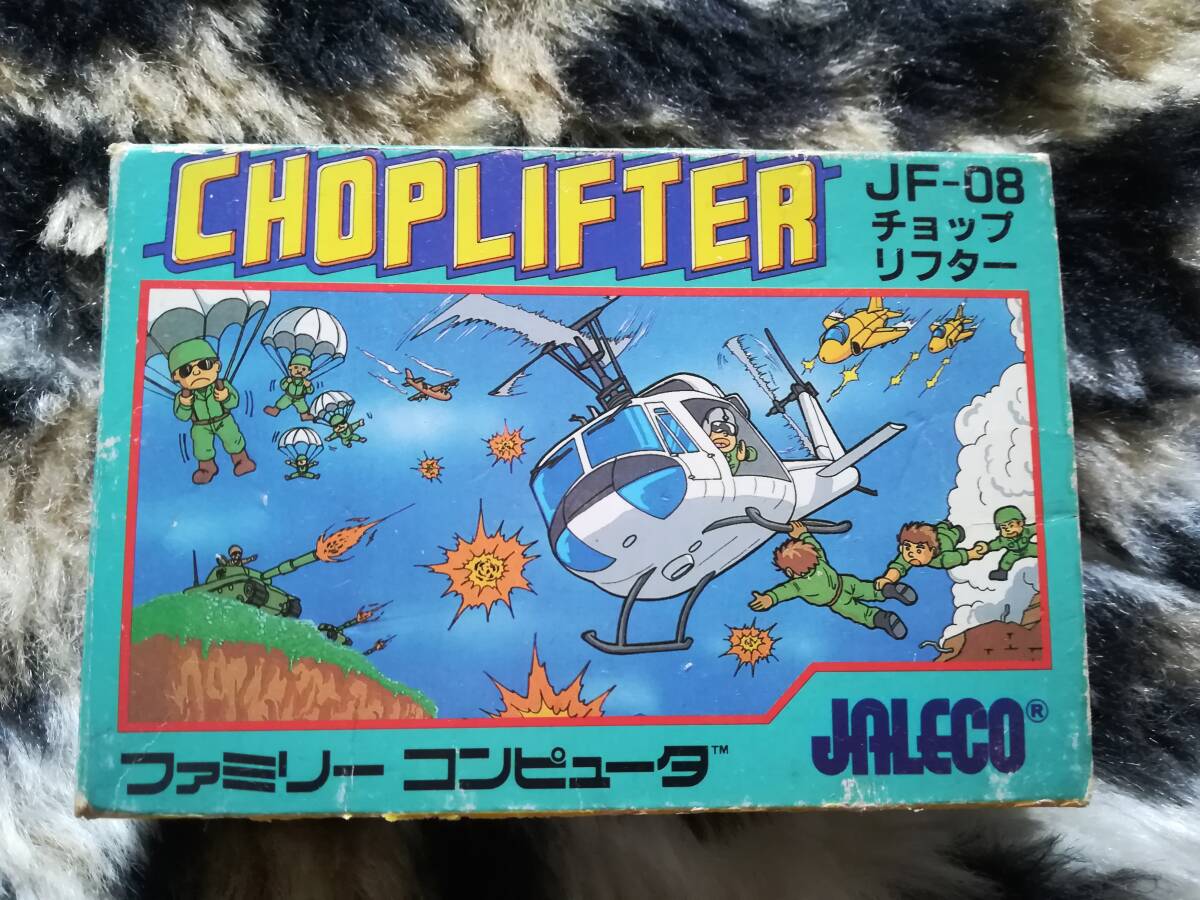 CHOPLIFTER
JF-08
チョップ
リフター
ファミリー コンピュータ™
JALECO®